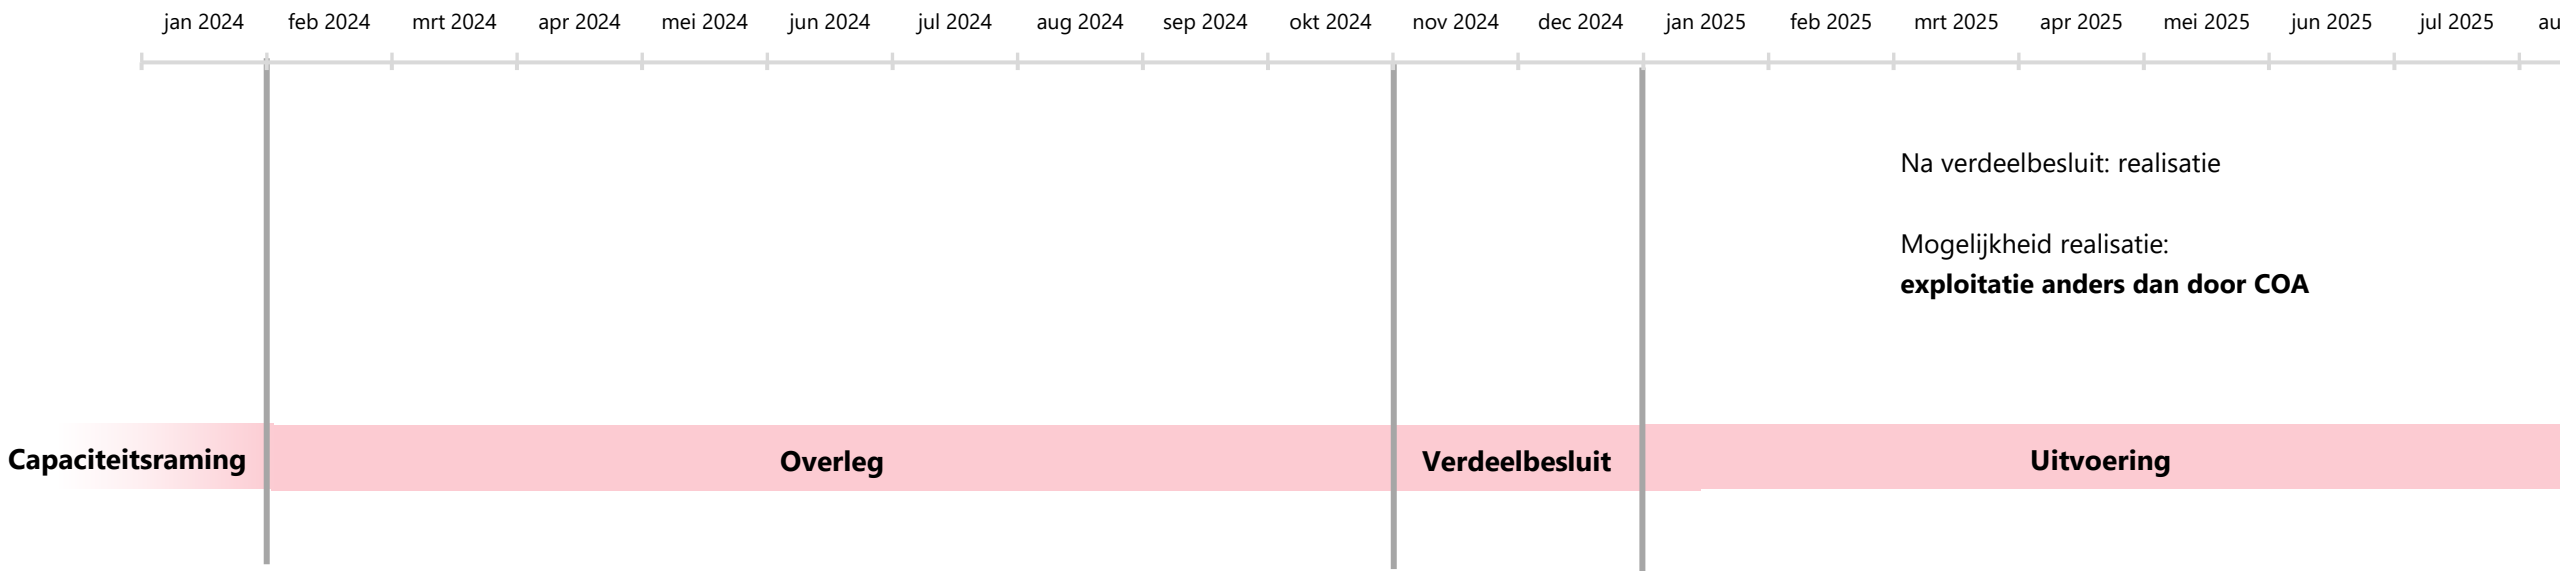 jan 2024 feb 2024 mrt 2024 apr 2024 mei 2024 jun 2024 jul 2024 aug 2024 sep 2024 okt 2024 nov 2024 dec 2024 jan 2025 feb 2025 mrt 2025 apr 2025 mei 2025 jun 2025 jul 2025 au
Na verdeelbesluit: realisatie
Mogelijkheid realisatie:
exploitatie anders dan door COA
Capaciteitsraming Overleg Verdeelbesluit Uitvoering